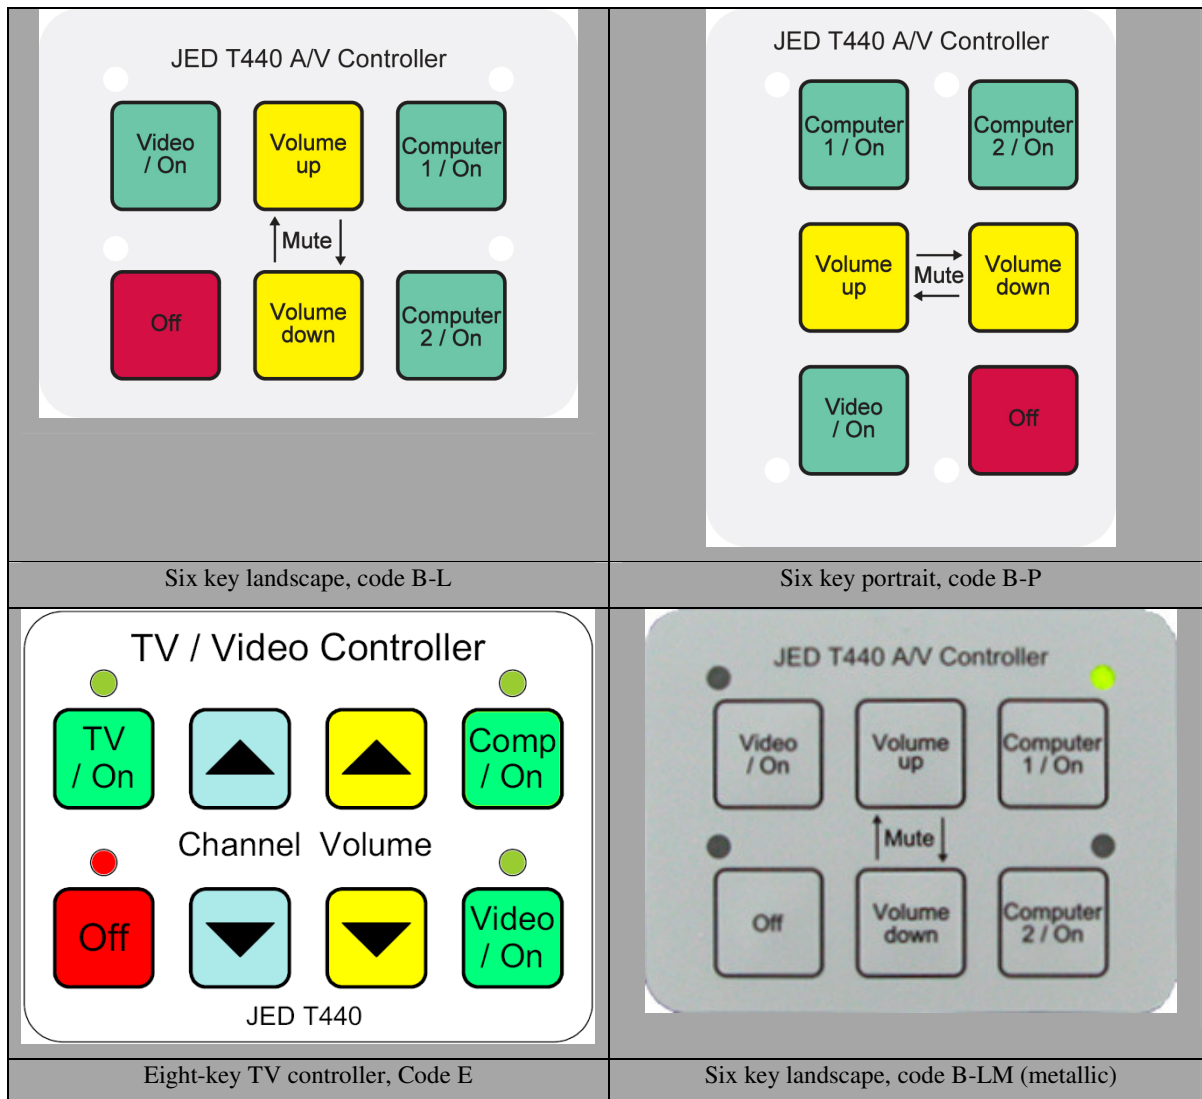 JED T440 A/V Controller
Video
/ On
Volume
up
Computer
1 / On
Mute
Off
Volume
down
Computer
2 / On
Six key landscape, code B-L
JED T440 A/V Controller
Computer
1 / On
Computer
2 / On
Volume
up
Mute
Volume
down
Video
/ On
Off
Six key portrait, code B-P
TV / Video Controller
TV
/ On
Comp
/ On
Channel Volume
Off
Video
/ On
JED T440
Eight-key TV controller, Code E
JED T440 A/V Controller
Video
/ On
Volume
up
Computer
1 / On
Mute
Off
Volume
down
Computer
2 / On
Six key landscape, code B-LM (metallic)